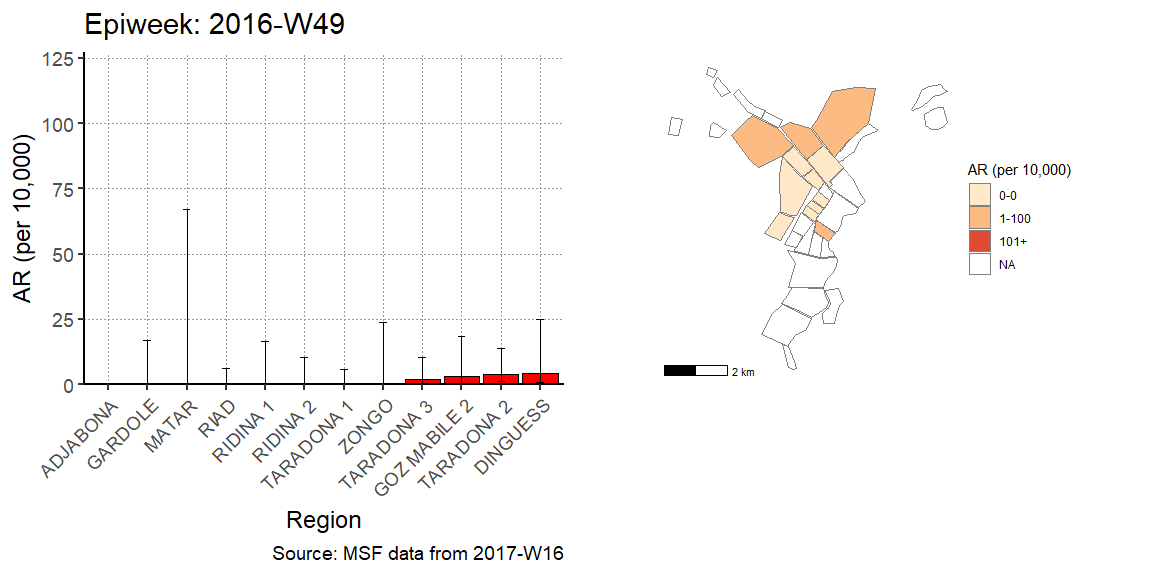 Epiweek: 2016-W49
AR (per 10,000)
125
100
75
50
25
0
ADJABONA
GARDOLE
MATAR
RIAD
RIDINA 1
RIDINA 2
TARADONA 1
ZONGO
TARADONA 3
GOZ MABILE 2
TARADONA 2
DINGUESS
Region
Source: MSF data from 2017-W16
AR (per 10,000)
0-0
1-100
101+
NA
2 km